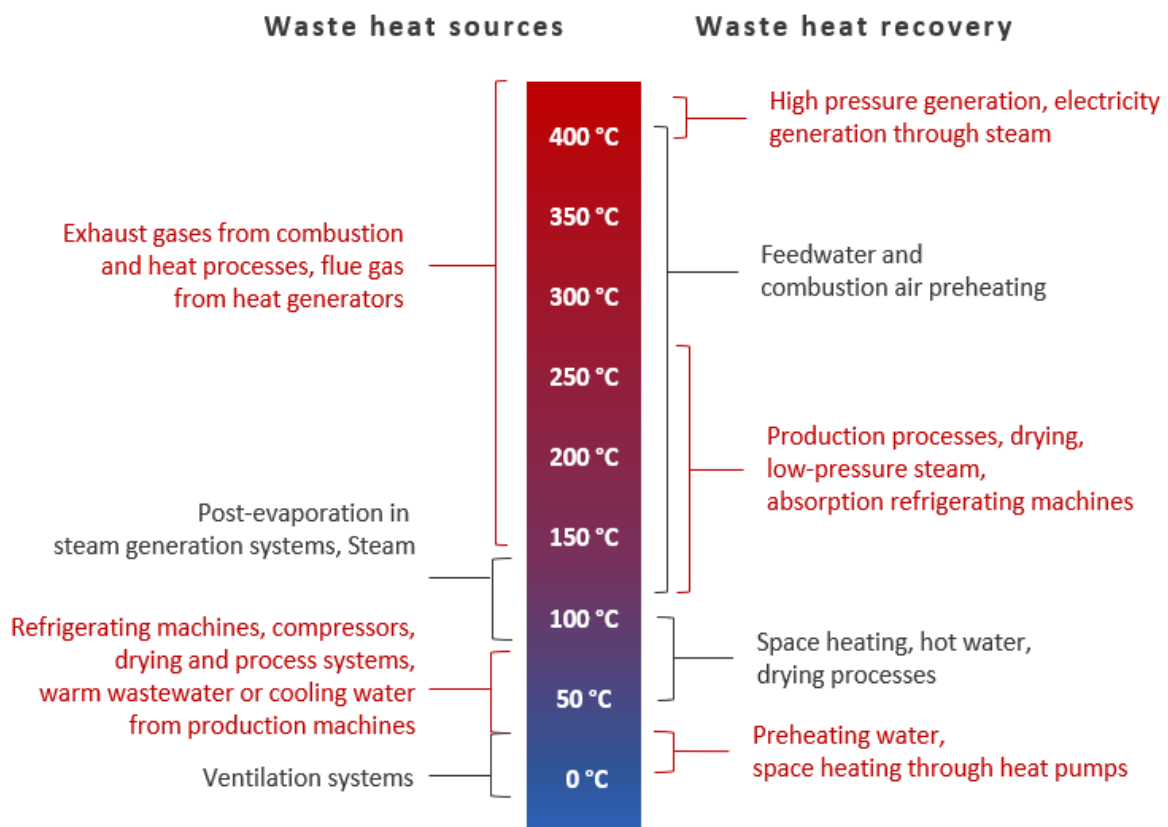 Waste heat sources
Waste heat recovery
Exhaust gases from combustion
and heat processes, flue gas
from heat generators
Post-evaporation in
steam generation systems, Steam
Refrigerating machines, compressors,
drying and process systems,
warm wastewater or cooling water
from production machines
Ventilation systems
400 °C
350 °C
300 °C
250 °C
200 °C
150 °C
100 °C
50 °C
0 °C
High pressure generation, electricity
generation through steam
Feedwater and
combustion air preheating
Production processes, drying,
low-pressure steam,
absorption refrigerating machines
Space heating, hot water,
drying processes
Preheating water,
space heating through heat pumps